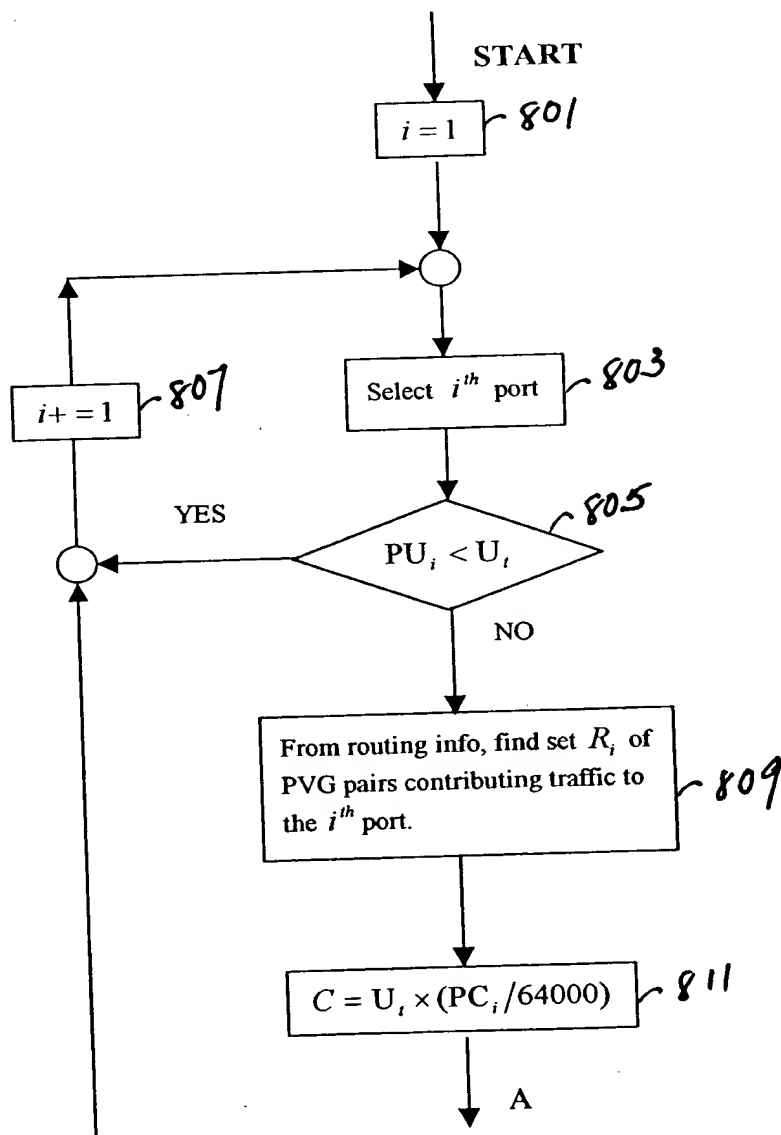 START
i = 1
801
Select i^th port
803
i+ = 1
807
YES
PU_i < U_t
805
NO
From routing info, find set R_i of
PVG pairs contributing traffic to
the i^th port.
809
C = U_t × (PC_i/64000)
811
A